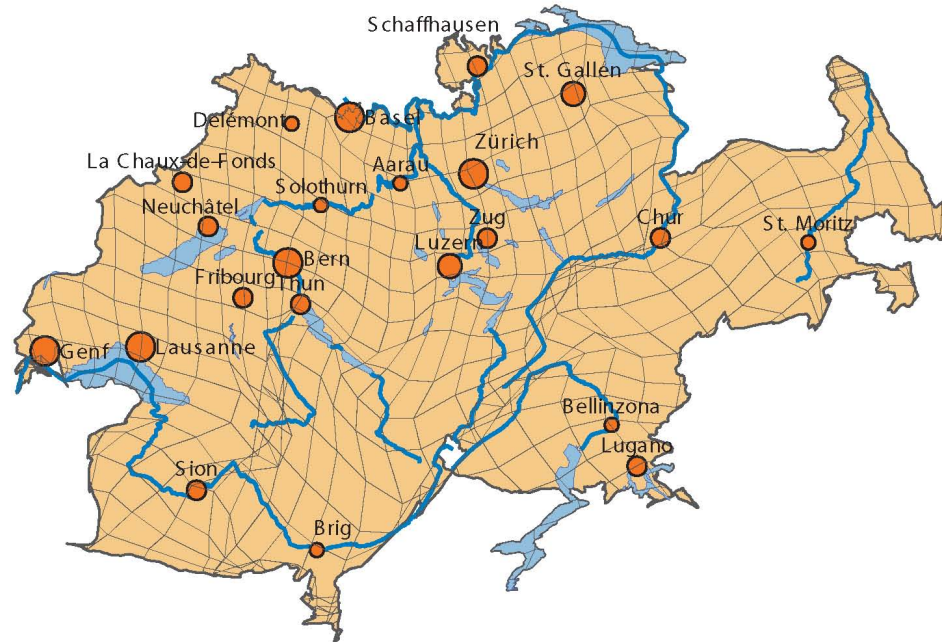 Schaffhausen
St. Gallen
Delémont
Basel
Zürich
La Chaux-de-Fonds
Aarau
Solothurn
Neuchâtel
Zug
Chur
St. Moritz
Luzern
Bern
Fribourg
Thun
Genf
Lausanne
Bellinzona
Lugano
Sion
Brig